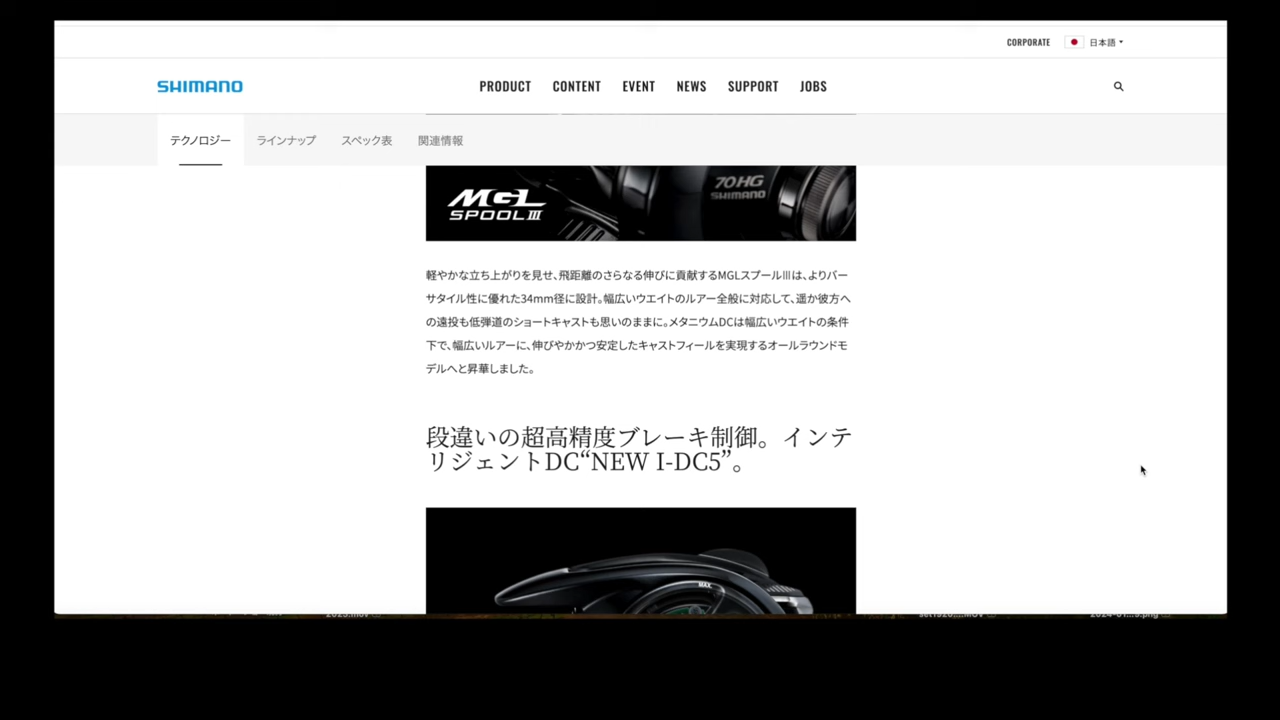 CORPORATE 日本語
SHIMANO PRODUCT CONTENT EVENT NEWS SUPPORT JOBS
テクノロジー ラインナップ スペック表 関連情報
MGL
SPOOLⅢ
70HG
SHIMANO
軽やかな立ち上がりを見せ、飛距離のさらなる伸びに貢献するMGLスプールⅢは、よりバー
サタイル性に優れた34mm径に設計。幅広いウエイトのルアー全般に対応して、遥か彼方へ
の遠投も低弾道のショートキャストも思いのままに。メタニウムDCは幅広いウエイトの条件
下で、幅広いルアーに、伸びやかかつ安定したキャストフィールを実現するオールラウンドモ
デルへと昇華しました。
段違いの超高精度ブレーキ制御。インテ
リジェントDC“NEW I-DC5”。
MAX